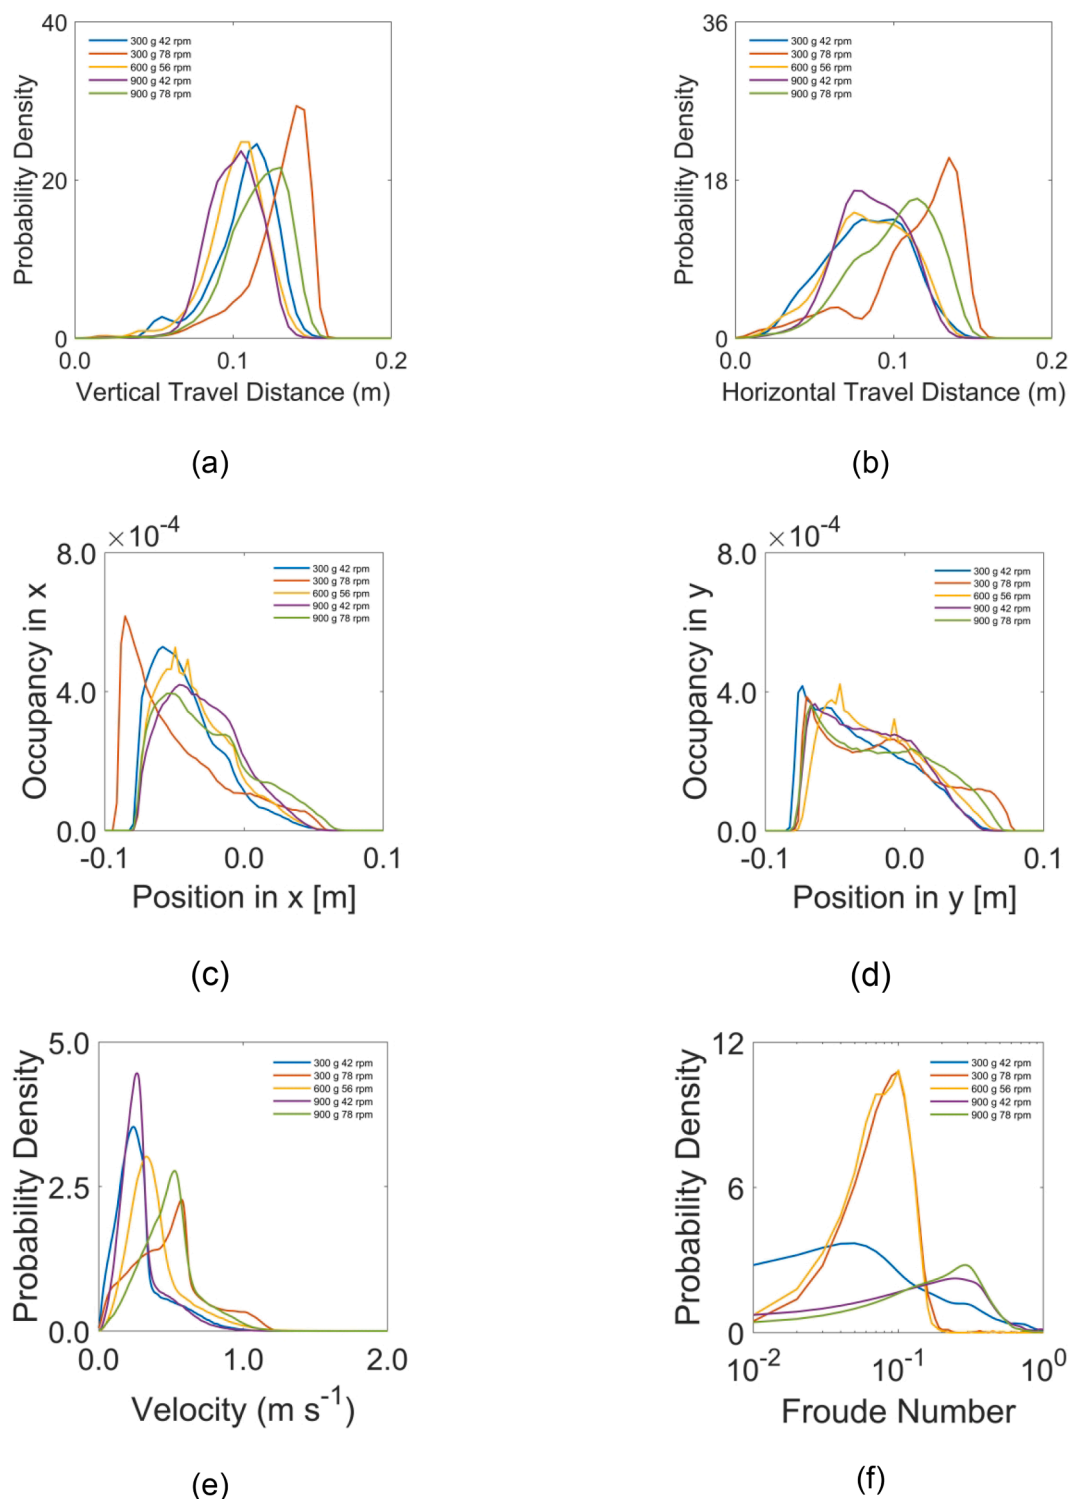 40
20
0
0.0
0.1
0.2
Probability Density
Vertical Travel Distance (m)
300 g 42 rpm
300 g 78 rpm
600 g 56 rpm
900 g 42 rpm
900 g 78 rpm
(a)
36
18
0
0.0
0.1
0.2
Probability Density
Horizontal Travel Distance (m)
300 g 42 rpm
300 g 78 rpm
600 g 56 rpm
900 g 42 rpm
900 g 78 rpm
(b)
×10⁻⁴
8.0
4.0
0.0
-0.1
0.0
0.1
Occupancy in x
Position in x [m]
300 g 42 rpm
300 g 78 rpm
600 g 56 rpm
900 g 42 rpm
900 g 78 rpm
(c)
×10⁻⁴
8.0
4.0
0.0
-0.1
0.0
0.1
Occupancy in y
Position in y [m]
300 g 42 rpm
300 g 78 rpm
600 g 56 rpm
900 g 42 rpm
900 g 78 rpm
(d)
5.0
2.5
0.0
0.0
1.0
2.0
Probability Density
Velocity (m s⁻¹)
300 g 42 rpm
300 g 78 rpm
600 g 56 rpm
900 g 42 rpm
900 g 78 rpm
(e)
12
6
0
10⁻²
10⁻¹
10⁰
Probability Density
Froude Number
300 g 42 rpm
300 g 78 rpm
600 g 56 rpm
900 g 42 rpm
900 g 78 rpm
(f)